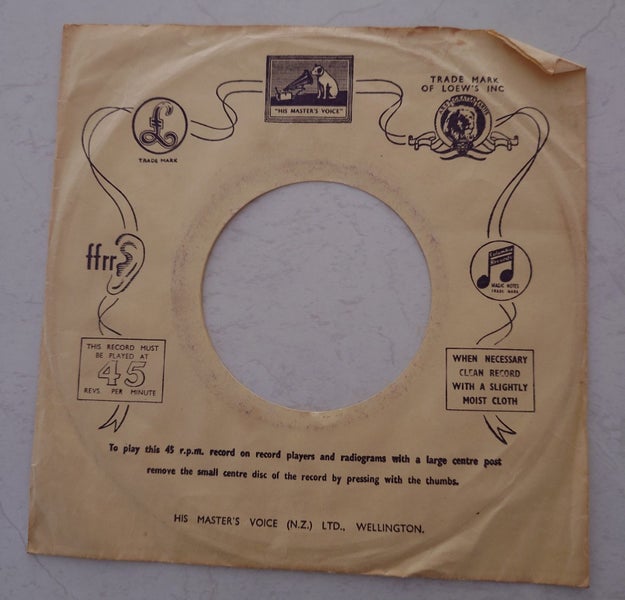 TRADE MARK
OF LOEW'S INC
"HIS MASTER'S VOICE"
£
TRADE MARK
ffrr
Columbia
Records
MAGIC NOTES
TRADE MARK
THIS RECORD MUST
BE PLAYED AT
45
REVS. PER MINUTE
WHEN NECESSARY
CLEAN RECORD
WITH A SLIGHTLY
MOIST CLOTH
To play this 45 r.p.m. record on record players and radiograms with a large centre post
remove the small centre disc of the record by pressing with the thumbs.
HIS MASTER'S VOICE (N.Z.) LTD., WELLINGTON.